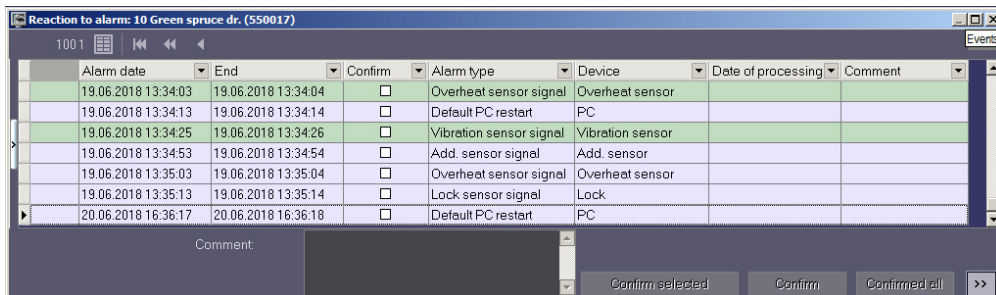 Reaction to alarm: 10 Green spruce dr. (550017)
1001
Events
Alarm date End Confirm Alarm type Device Date of processing Comment
19.06.2018 13:34:03 19.06.2018 13:34:04 Overheat sensor signal Overheat sensor
19.06.2018 13:34:13 19.06.2018 13:34:14 Default PC restart PC
19.06.2018 13:34:25 19.06.2018 13:34:26 Vibration sensor signal Vibration sensor
19.06.2018 13:34:53 19.06.2018 13:34:54 Add. sensor signal Add. sensor
19.06.2018 13:35:03 19.06.2018 13:35:04 Overheat sensor signal Overheat sensor
19.06.2018 13:35:13 19.06.2018 13:35:14 Lock sensor signal Lock
20.06.2018 16:36:17 20.06.2018 16:36:18 Default PC restart PC
Comment:
Confirm selected Confirm Confirmed all >>